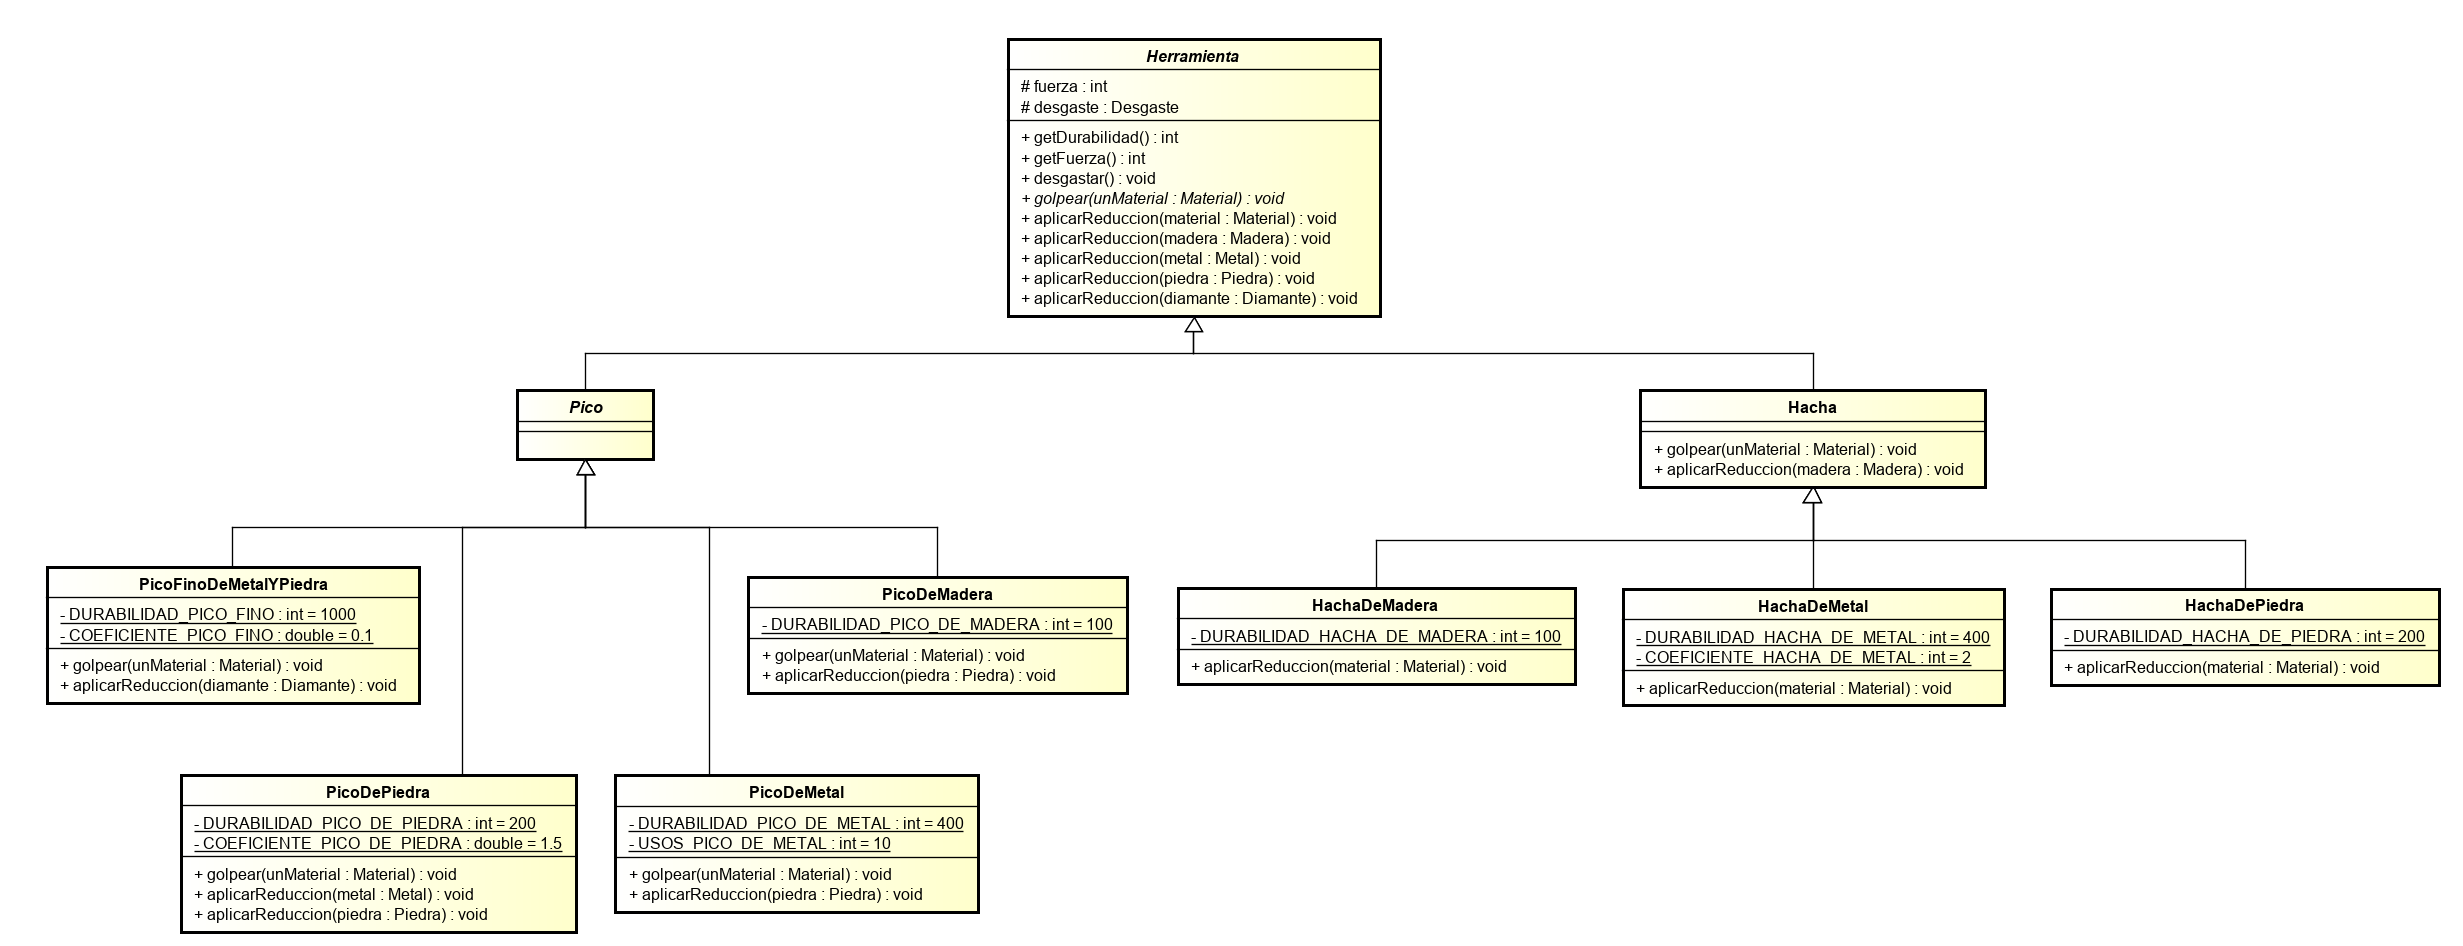 Herramienta
# fuerza : int
# desgaste : Desgaste
+ getDurabilidad() : int
+ getFuerza() : int
+ desgastar() : void
+ golpear(unMaterial : Material) : void
+ aplicarReduccion(material : Material) : void
+ aplicarReduccion(madera : Madera) : void
+ aplicarReduccion(metal : Metal) : void
+ aplicarReduccion(piedra : Piedra) : void
+ aplicarReduccion(diamante : Diamante) : void
Pico
Hacha
+ golpear(unMaterial : Material) : void
+ aplicarReduccion(madera : Madera) : void
PicoFinoDeMetalYPiedra
- DURABILIDAD_PICO_FINO : int = 1000
- COEFICIENTE_PICO_FINO : double = 0.1
+ golpear(unMaterial : Material) : void
+ aplicarReduccion(diamante : Diamante) : void
PicoDeMadera
- DURABILIDAD_PICO_DE_MADERA : int = 100
+ golpear(unMaterial : Material) : void
+ aplicarReduccion(piedra : Piedra) : void
HachaDeMadera
- DURABILIDAD_HACHA_DE_MADERA : int = 100
+ aplicarReduccion(material : Material) : void
HachaDeMetal
- DURABILIDAD_HACHA_DE_METAL : int = 400
- COEFICIENTE_HACHA_DE_METAL : int = 2
+ aplicarReduccion(material : Material) : void
HachaDePiedra
- DURABILIDAD_HACHA_DE_PIEDRA : int = 200
+ aplicarReduccion(material : Material) : void
PicoDePiedra
- DURABILIDAD_PICO_DE_PIEDRA : int = 200
- COEFICIENTE_PICO_DE_PIEDRA : double = 1.5
+ golpear(unMaterial : Material) : void
+ aplicarReduccion(metal : Metal) : void
+ aplicarReduccion(piedra : Piedra) : void
PicoDeMetal
- DURABILIDAD_PICO_DE_METAL : int = 400
- USOS_PICO_DE_METAL : int = 10
+ golpear(unMaterial : Material) : void
+ aplicarReduccion(piedra : Piedra) : void